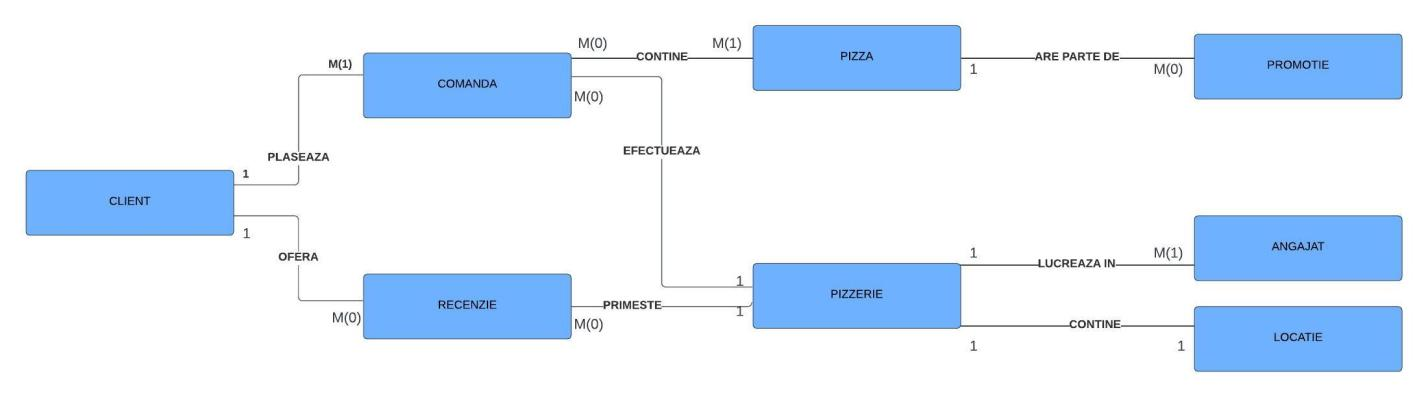 M(0)
M(1)
CONTINE
PIZZA
ARE PARTE DE
1
M(0)
PROMOTIE
M(1)
COMANDA
M(0)
EFECTUEAZA
PLASEAZA
1
CLIENT
1
OFERA
M(0)
RECENZIE
M(0)
PRIMESTE
1
1
PIZZERIE
1
LUCREAZA IN
M(1)
ANGAJAT
CONTINE
1
1
LOCATIE